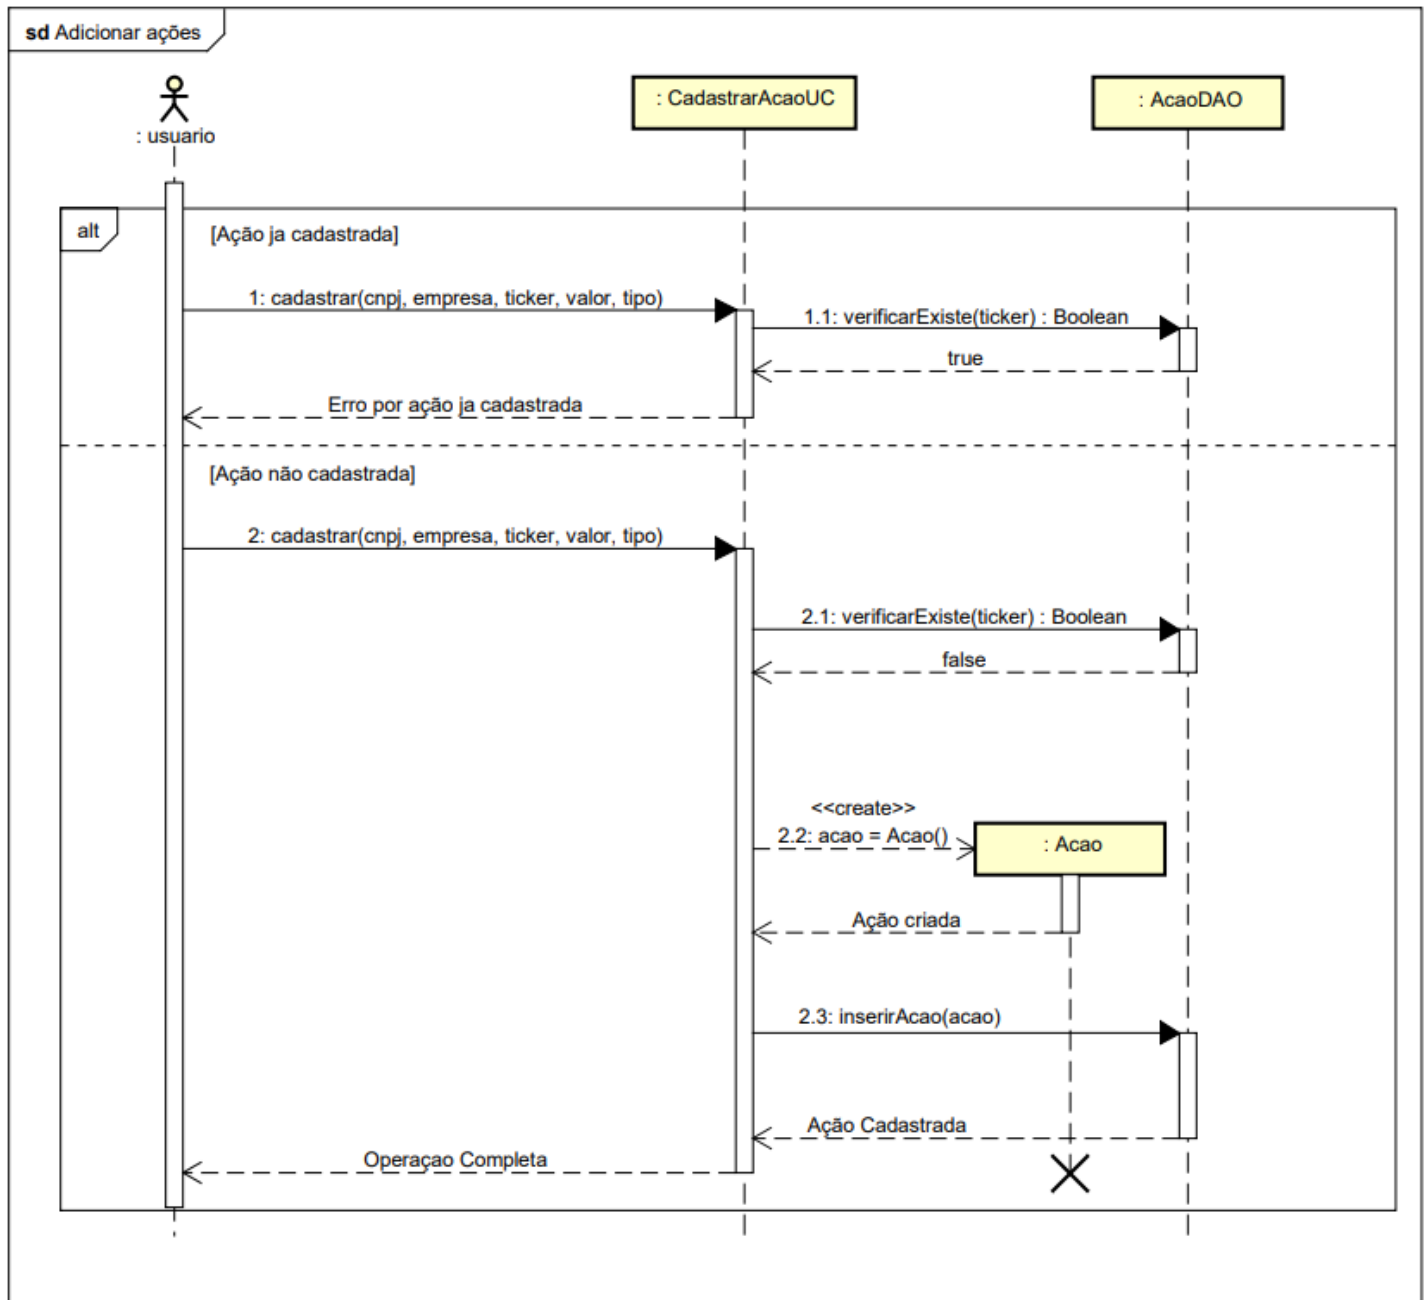 sd Adicionar ações
: usuario
: CadastrarAcaoUC
: AcaoDAO
alt
[Ação ja cadastrada]
1: cadastrar(cnpj, empresa, ticker, valor, tipo)
1.1: verificarExiste(ticker) : Boolean
true
Erro por ação ja cadastrada
[Ação não cadastrada]
2: cadastrar(cnpj, empresa, ticker, valor, tipo)
2.1: verificarExiste(ticker) : Boolean
false
<<create>>
2.2: acao = Acao()
: Acao
Ação criada
2.3: inserirAcao(acao)
Ação Cadastrada
Operaçao Completa